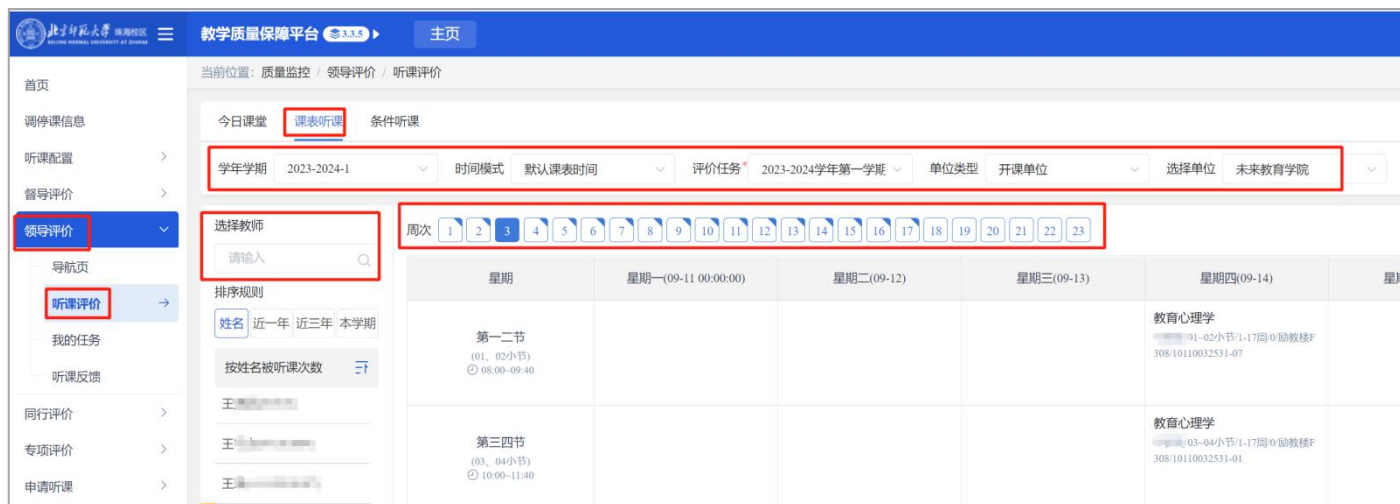 北京师范大学 珠海校区
BEIJING NORMAL UNIVERSITY AT ZHUHAI
教学质量保障平台 3.3.5 主页
当前位置：质量监控 / 领导评价 / 听课评价
首页
调停课信息
听课配置
督导评价
领导评价
导航页
听课评价
我的任务
听课反馈
同行评价
专项评价
申请听课
今日课堂 课表听课 条件听课
学年学期 2023-2024-1 时间模式 默认课表时间 评价任务* 2023-2024学年第一学期 单位类型 开课单位 选择单位 未来教育学院
选择教师
请输入
排序规则
姓名 近一年 近三年 本学期
按姓名被听课次数
王
王
王
周次 1 2 3 4 5 6 7 8 9 10 11 12 13 14 15 16 17 18 19 20 21 22 23
星期 星期一(09-11 00:00:00) 星期二(09-12) 星期三(09-13) 星期四(09-14)
第一二节
(01、02小节)
08:00~09:40
教育心理学
01~02小节/1-17周/0/励教楼F
308/10110032531-07
第三四节
(03、04小节)
10:00~11:40
教育心理学
03~04小节/1-17周/0/励教楼F
308/10110032531-01